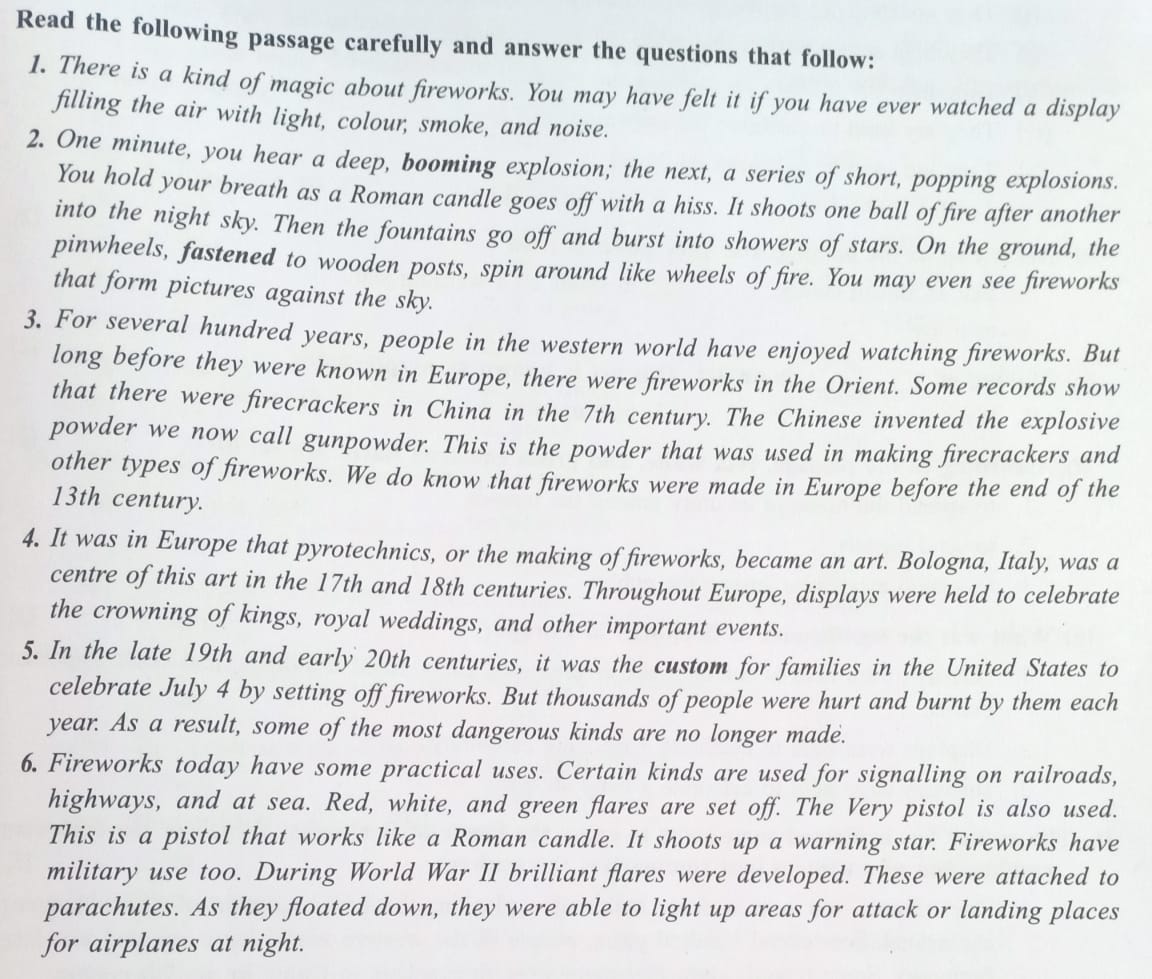 Read the following passage carefully and answer the questions that follow:
1. There is a kind of magic about fireworks. You may have felt it if you have ever watched a display
filling the air with light, colour, smoke, and noise.
2. One minute, you hear a deep, booming explosion; the next, a series of short, popping explosions.
You hold your breath as a Roman candle goes off with a hiss. It shoots one ball of fire after another
into the night sky. Then the fountains go off and burst into showers of stars. On the ground, the
pinwheels, fastened to wooden posts, spin around like wheels of fire. You may even see fireworks
that form pictures against the sky.
3. For several hundred years, people in the western world have enjoyed watching fireworks. But
long before they were known in Europe, there were fireworks in the Orient. Some records show
that there were firecrackers in China in the 7th century. The Chinese invented the explosive
powder we now call gunpowder. This is the powder that was used in making firecrackers and
other types of fireworks. We do know that fireworks were made in Europe before the end of the
13th century.
4. It was in Europe that pyrotechnics, or the making of fireworks, became an art. Bologna, Italy, was a
centre of this art in the 17th and 18th centuries. Throughout Europe, displays were held to celebrate
the crowning of kings, royal weddings, and other important events.
5. In the late 19th and early 20th centuries, it was the custom for families in the United States to
celebrate July 4 by setting off fireworks. But thousands of people were hurt and burnt by them each
year. As a result, some of the most dangerous kinds are no longer made.
6. Fireworks today have some practical uses. Certain kinds are used for signalling on railroads,
highways, and at sea. Red, white, and green flares are set off. The Very pistol is also used.
This is a pistol that works like a Roman candle. It shoots up a warning star. Fireworks have
military use too. During World War II brilliant flares were developed. These were attached to
parachutes. As they floated down, they were able to light up areas for attack or landing places
for airplanes at night.